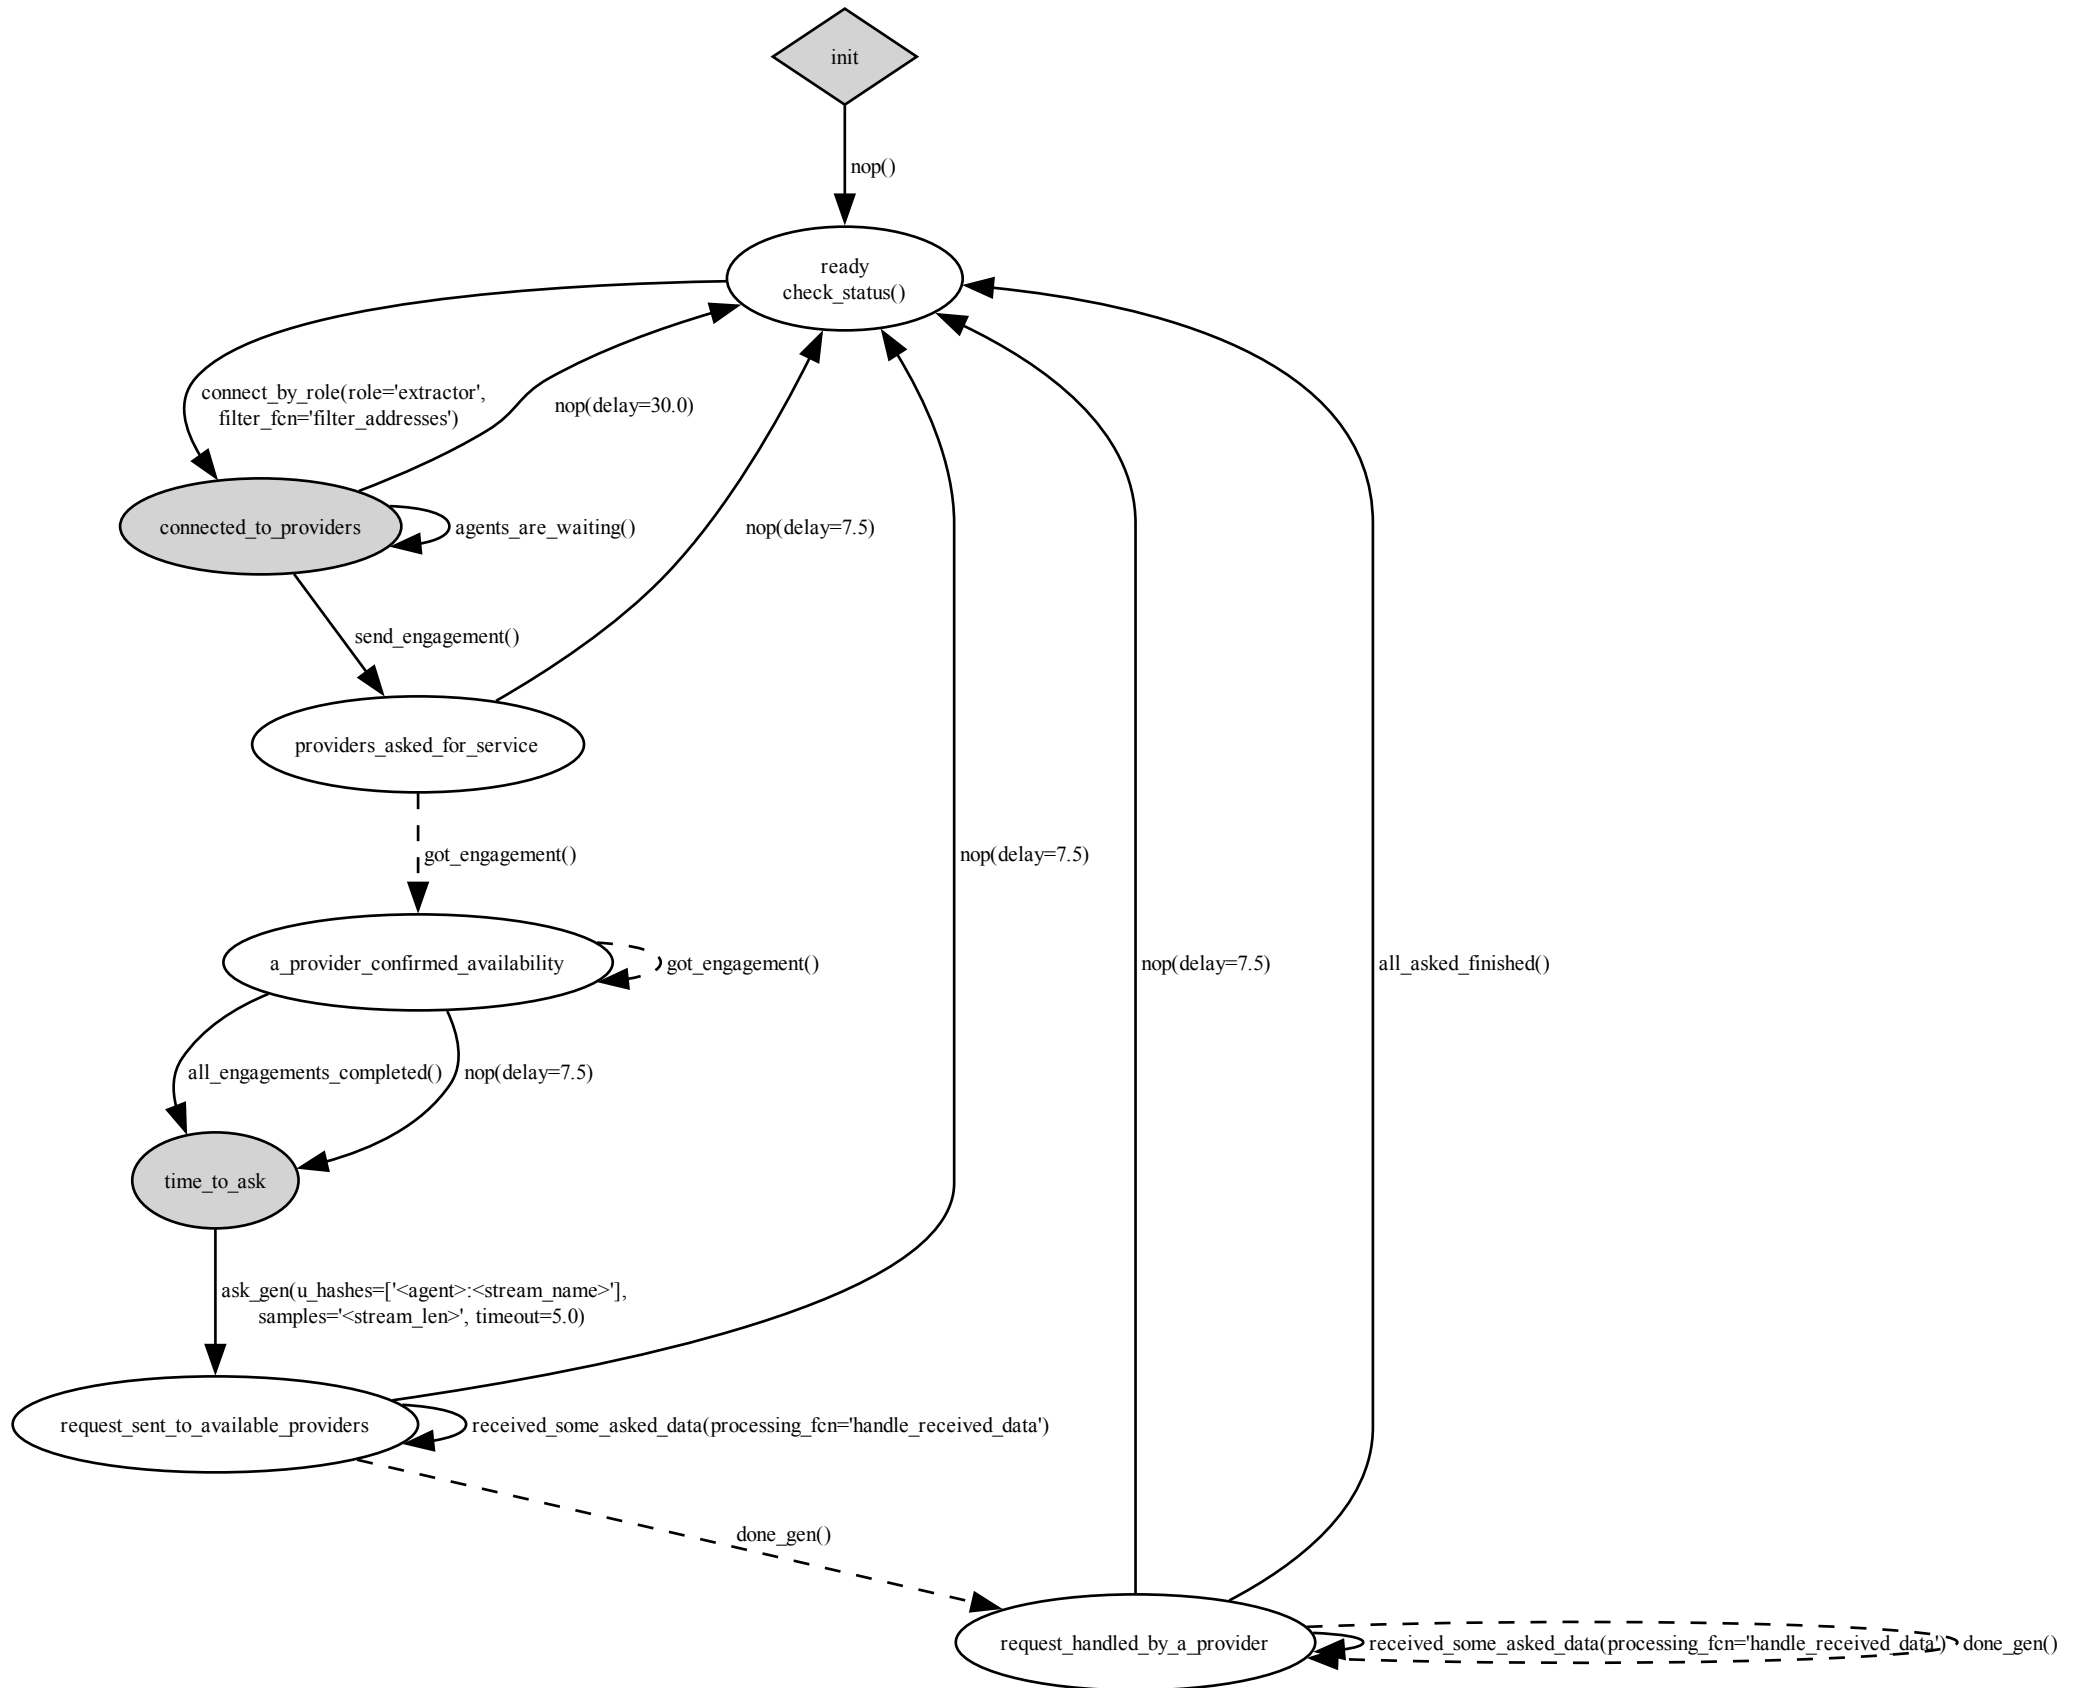 init
nop()
ready
check_status()
connect_by_role(role='extractor',
filter_fcn='filter_addresses')
nop(delay=30.0)
connected_to_providers
agents_are_waiting()
nop(delay=7.5)
send_engagement()
providers_asked_for_service
got_engagement()
nop(delay=7.5)
a_provider_confirmed_availability
got_engagement()
nop(delay=7.5)
all_asked_finished()
all_engagements_completed()
nop(delay=7.5)
time_to_ask
ask_gen(u_hashes=['<agent>:<stream_name>'],
samples='<stream_len>', timeout=5.0)
request_sent_to_available_providers
received_some_asked_data(processing_fcn='handle_received_data')
done_gen()
request_handled_by_a_provider
received_some_asked_data(processing_fcn='handle_received_data')
done_gen()